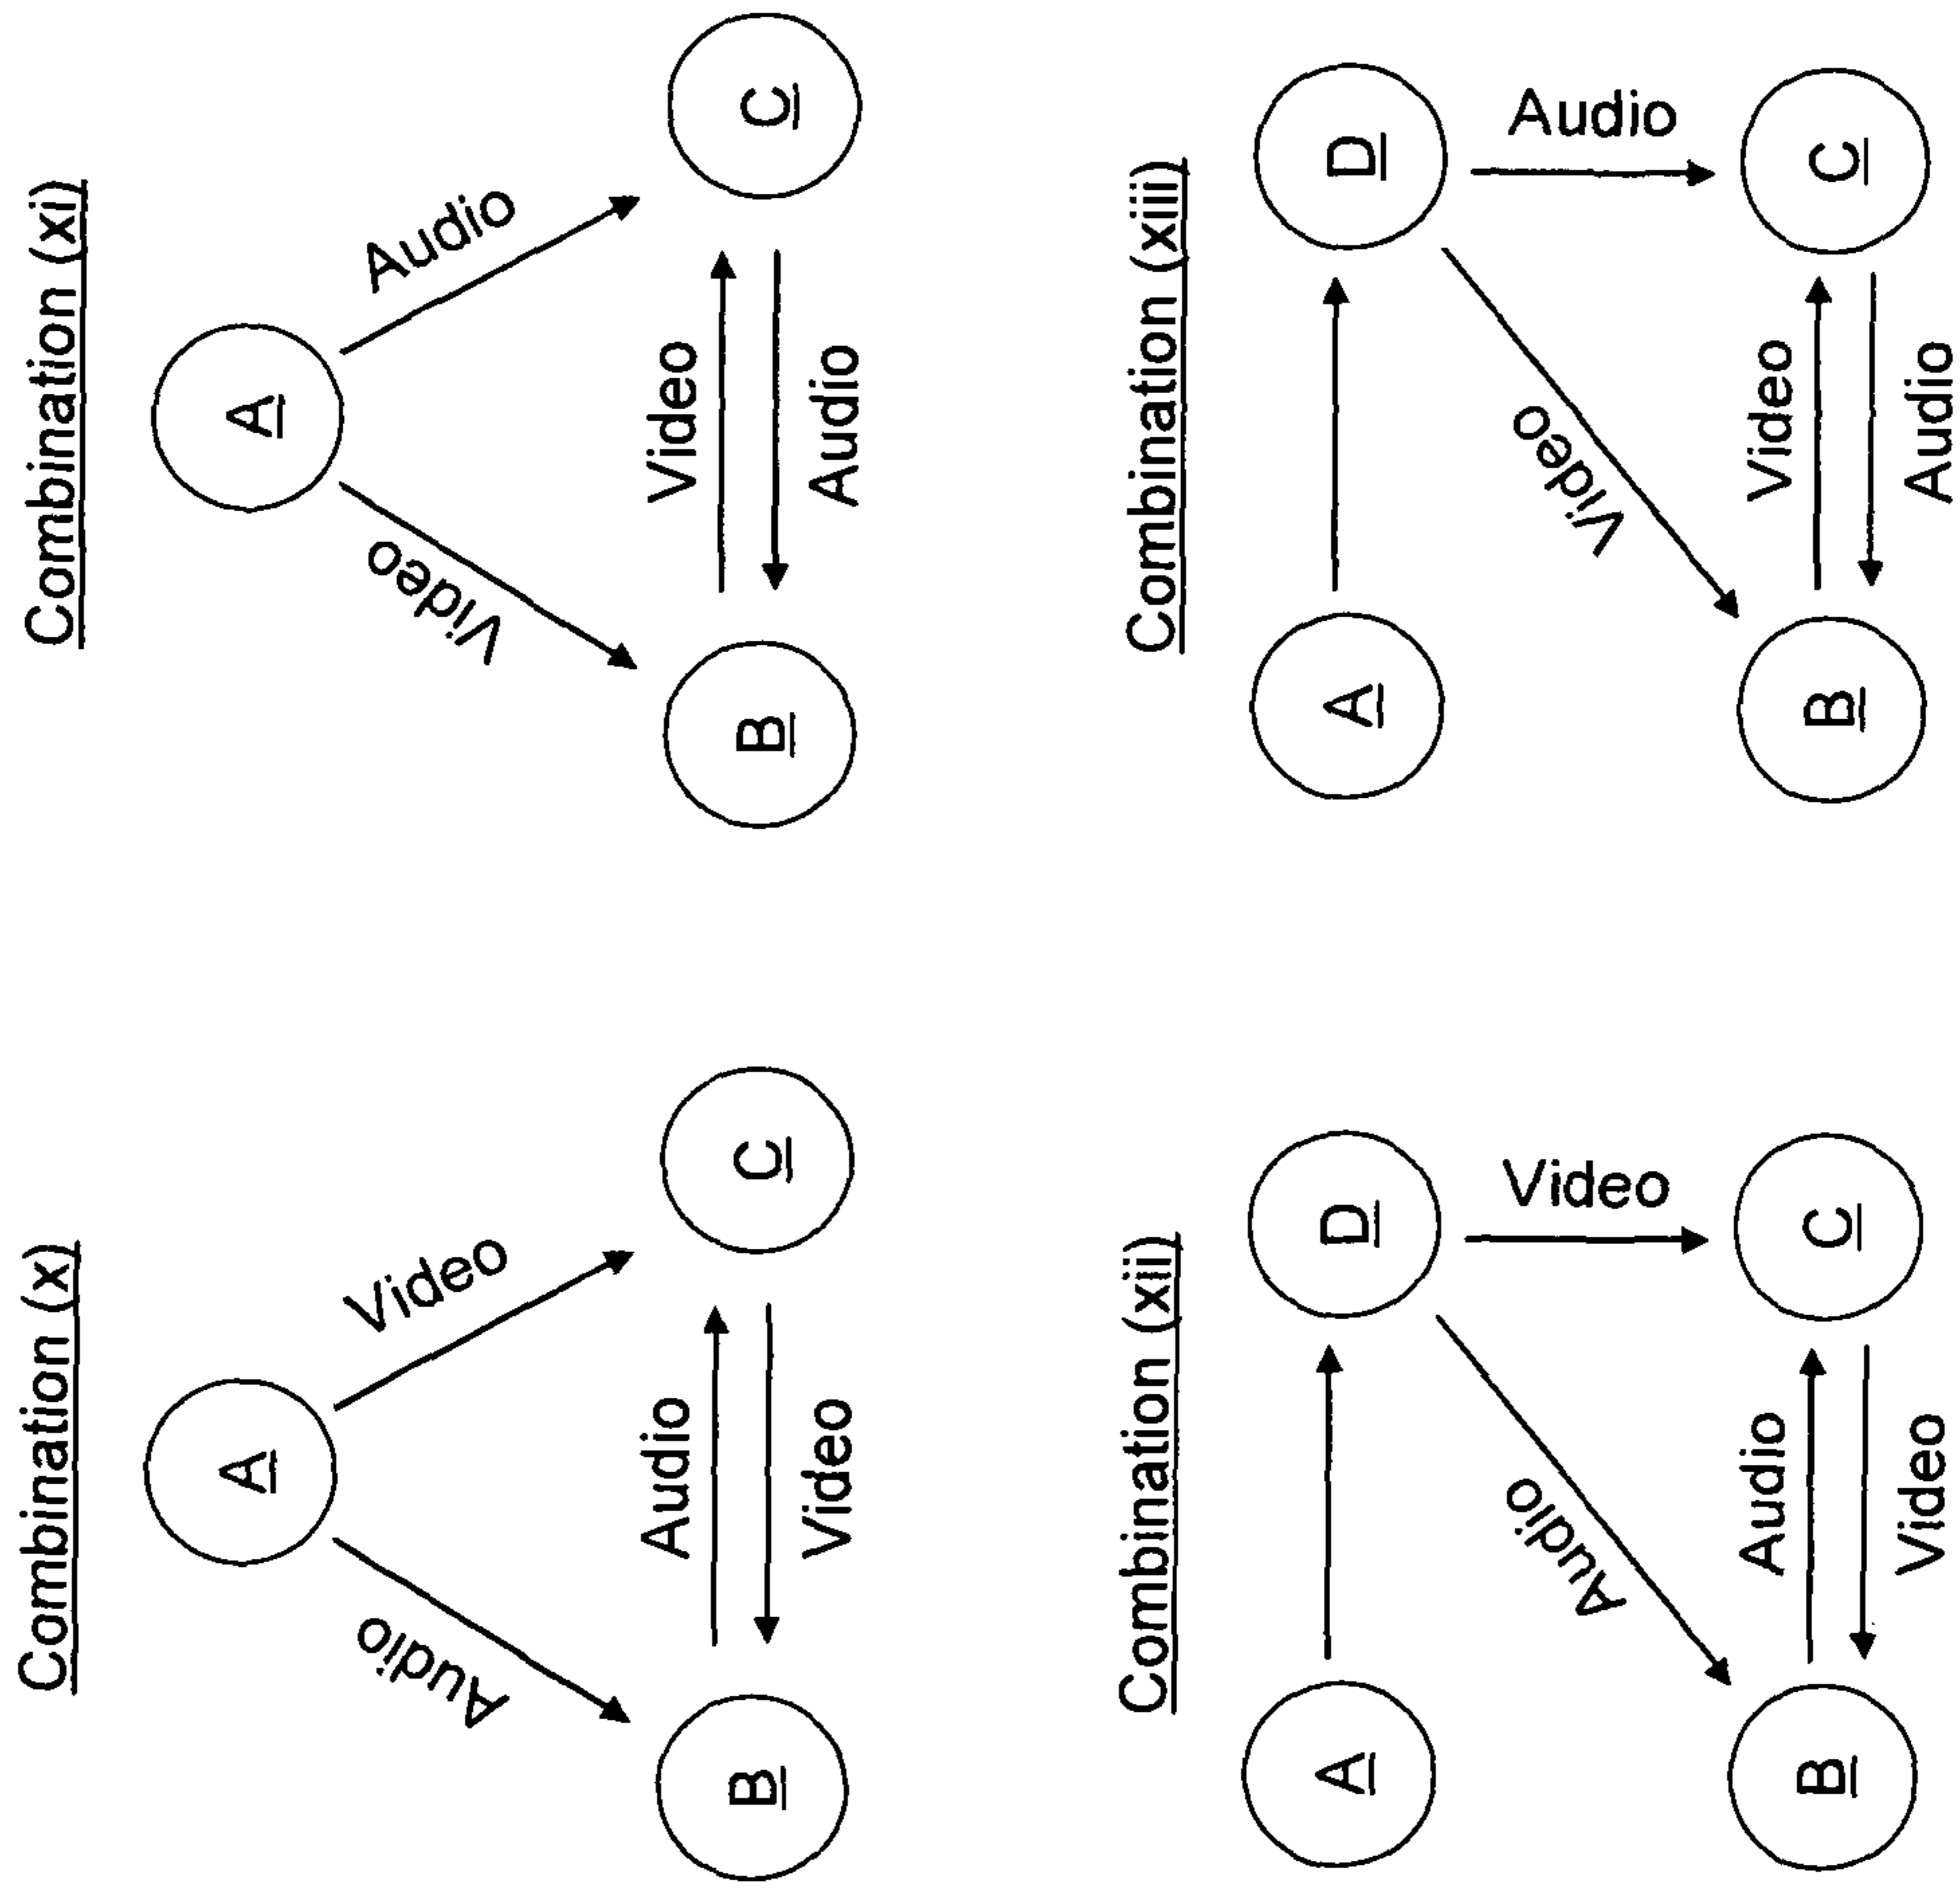 Combination (x)
A
Audio
Video
Audio
Video
B
C
Combination (xi)
A
Video
Audio
Video
Audio
B
C
Combination (xii)
A
D
Audio
Video
Audio
Video
B
C
Combination (xiii)
A
D
Video
Audio
Video
Audio
B
C